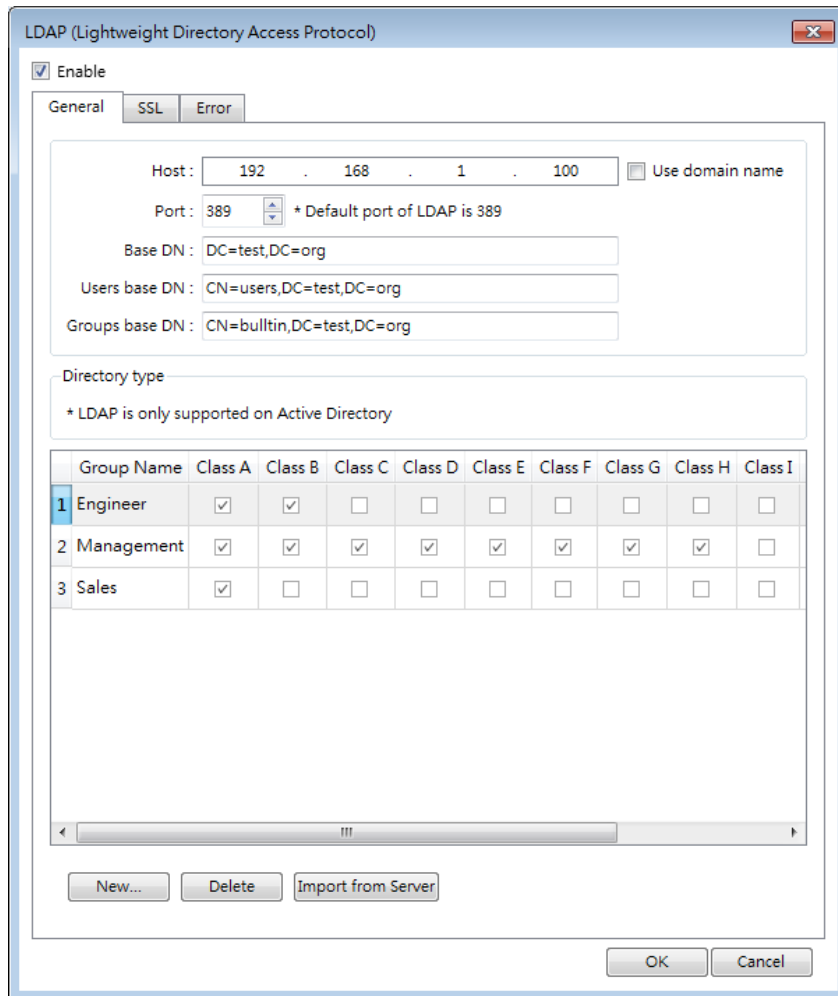 LDAP (Lightweight Directory Access Protocol)
Enable
General SSL Error
Host : 192 . 168 . 1 . 100 Use domain name
Port : 389 * Default port of LDAP is 389
Base DN : DC=test,DC=org
Users base DN : CN=users,DC=test,DC=org
Groups base DN : CN=bulltin,DC=test,DC=org
Directory type
* LDAP is only supported on Active Directory
Group Name Class A Class B Class C Class D Class E Class F Class G Class H Class I
1 Engineer
2 Management
3 Sales
New... Delete Import from Server
OK Cancel